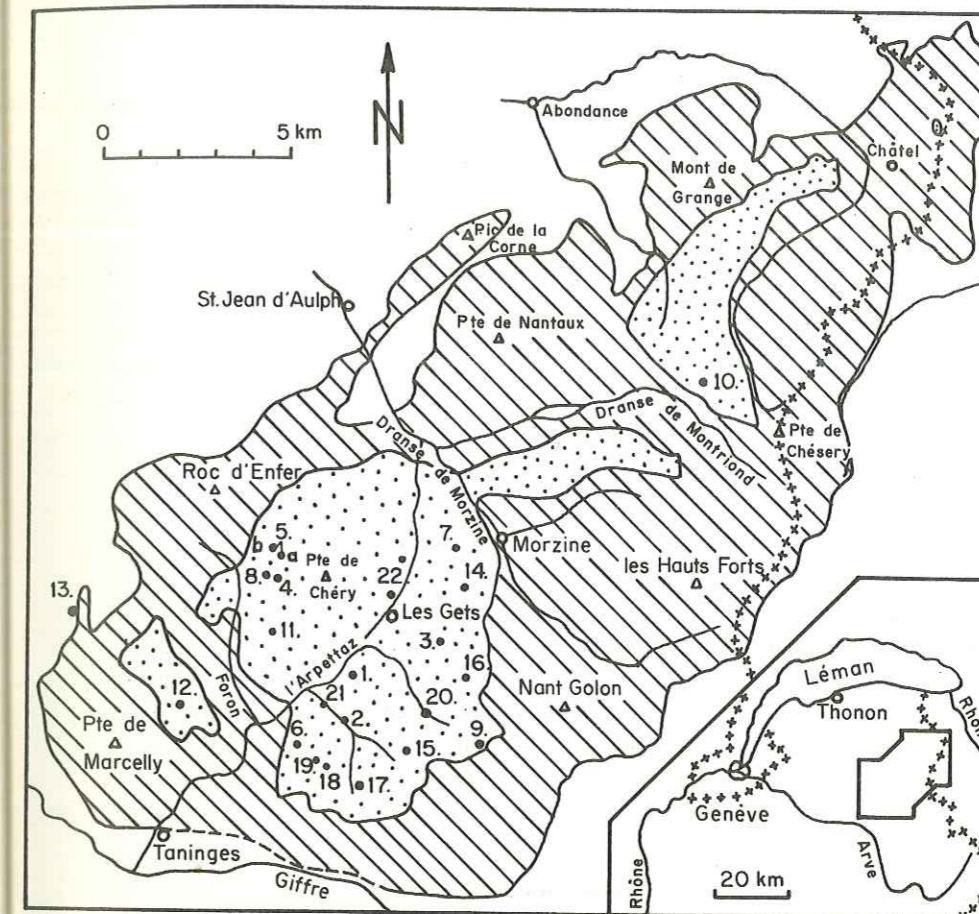 N
0 5 km
Abondance
Châtel
Mont de
Grange
Pic de la
Corne
St. Jean d'Aulph
Pte de Nantaux
10.
Dranse de Montriond
Pte de
Chésery
Dranse de Morzine
Roc d'Enfer
5.
b
a
7.
Morzine
Pte de
Chéry
8.
4.
22.
14.
les Hauts Forts
13.
Les Gets
11.
3.
l'Arpettaz
16.
1.
12.
Foron
21
2.
20
Nant Golon
Pte de
Marcelly
6.
15.
9.
19
18
17.
Taninges
Giffre
Léman
Thonon
Rhône
Genève
Arve
Rhône
20 km